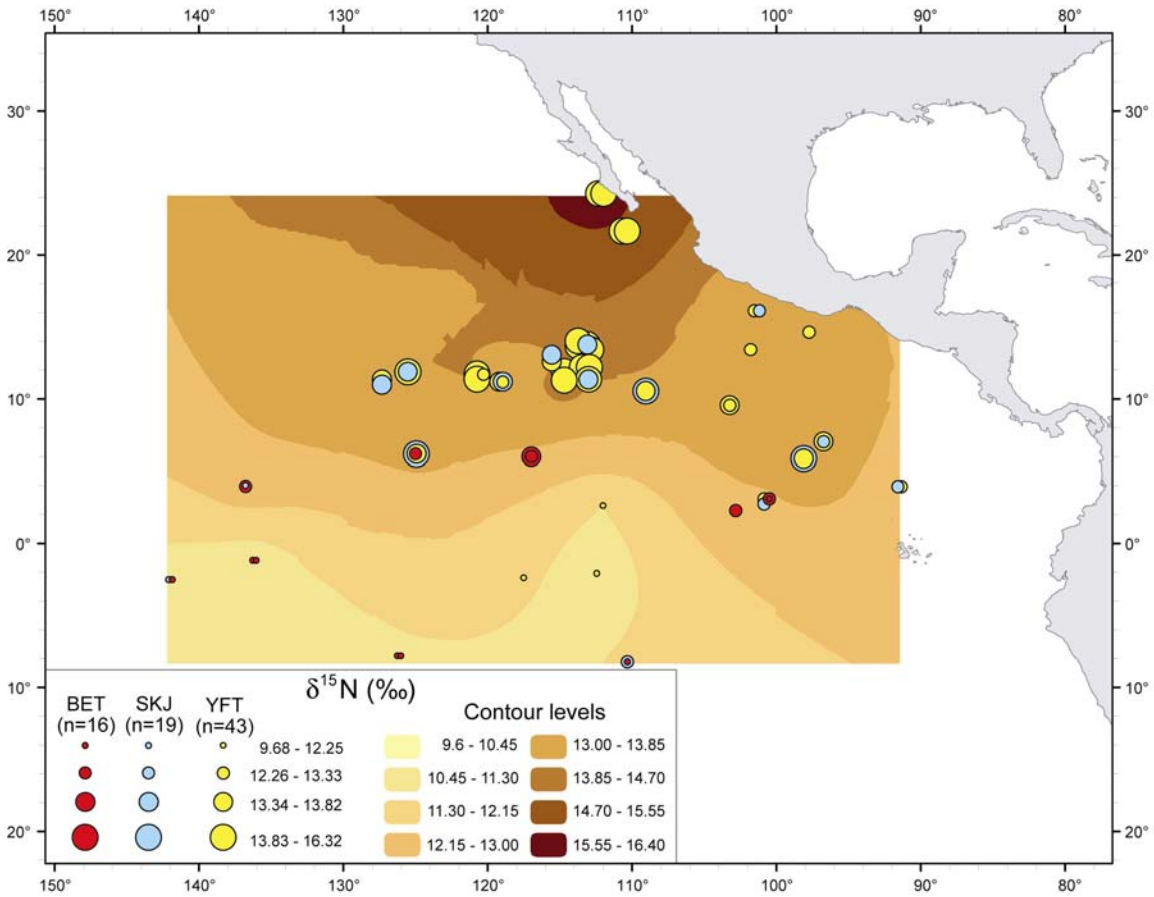 150° 140° 130° 120° 110° 100° 90° 80°
30° 30°
20° 20°
10° 10°
0° 0°
10° 10°
20° 20°
δ15N (‰)
BET SKJ YFT
(n=16) (n=19) (n=43)
9.68 - 12.25
12.26 - 13.33
13.34 - 13.82
13.83 - 16.32
Contour levels
9.6 - 10.45 13.00 - 13.85
10.45 - 11.30 13.85 - 14.70
11.30 - 12.15 14.70 - 15.55
12.15 - 13.00 15.55 - 16.40
150° 140° 130° 120° 110° 100° 90° 80°